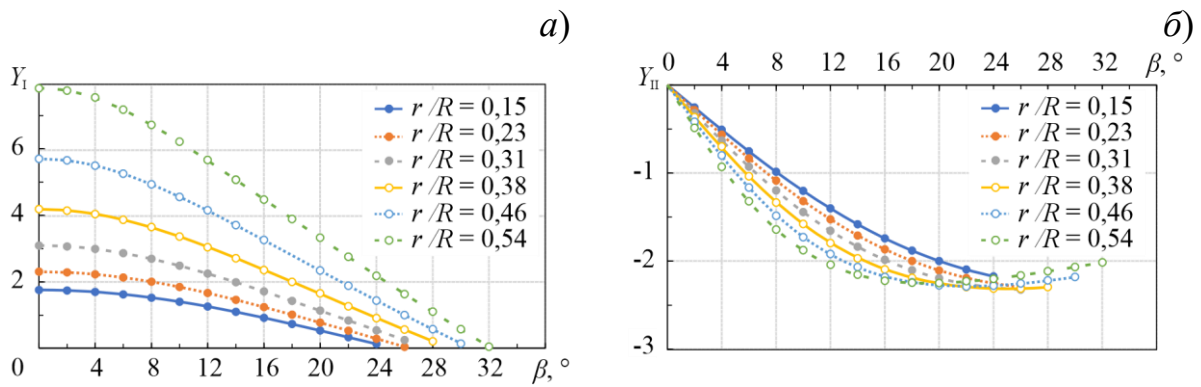 а)
Y_I
6
4
2
0 4 8 12 16 20 24 28 32 β, °
r /R = 0,15
r /R = 0,23
r /R = 0,31
r /R = 0,38
r /R = 0,46
r /R = 0,54
б)
0 4 8 12 16 20 24 28 32 β, °
Y_II
-1
-2
-3
r /R = 0,15
r /R = 0,23
r /R = 0,31
r /R = 0,38
r /R = 0,46
r /R = 0,54